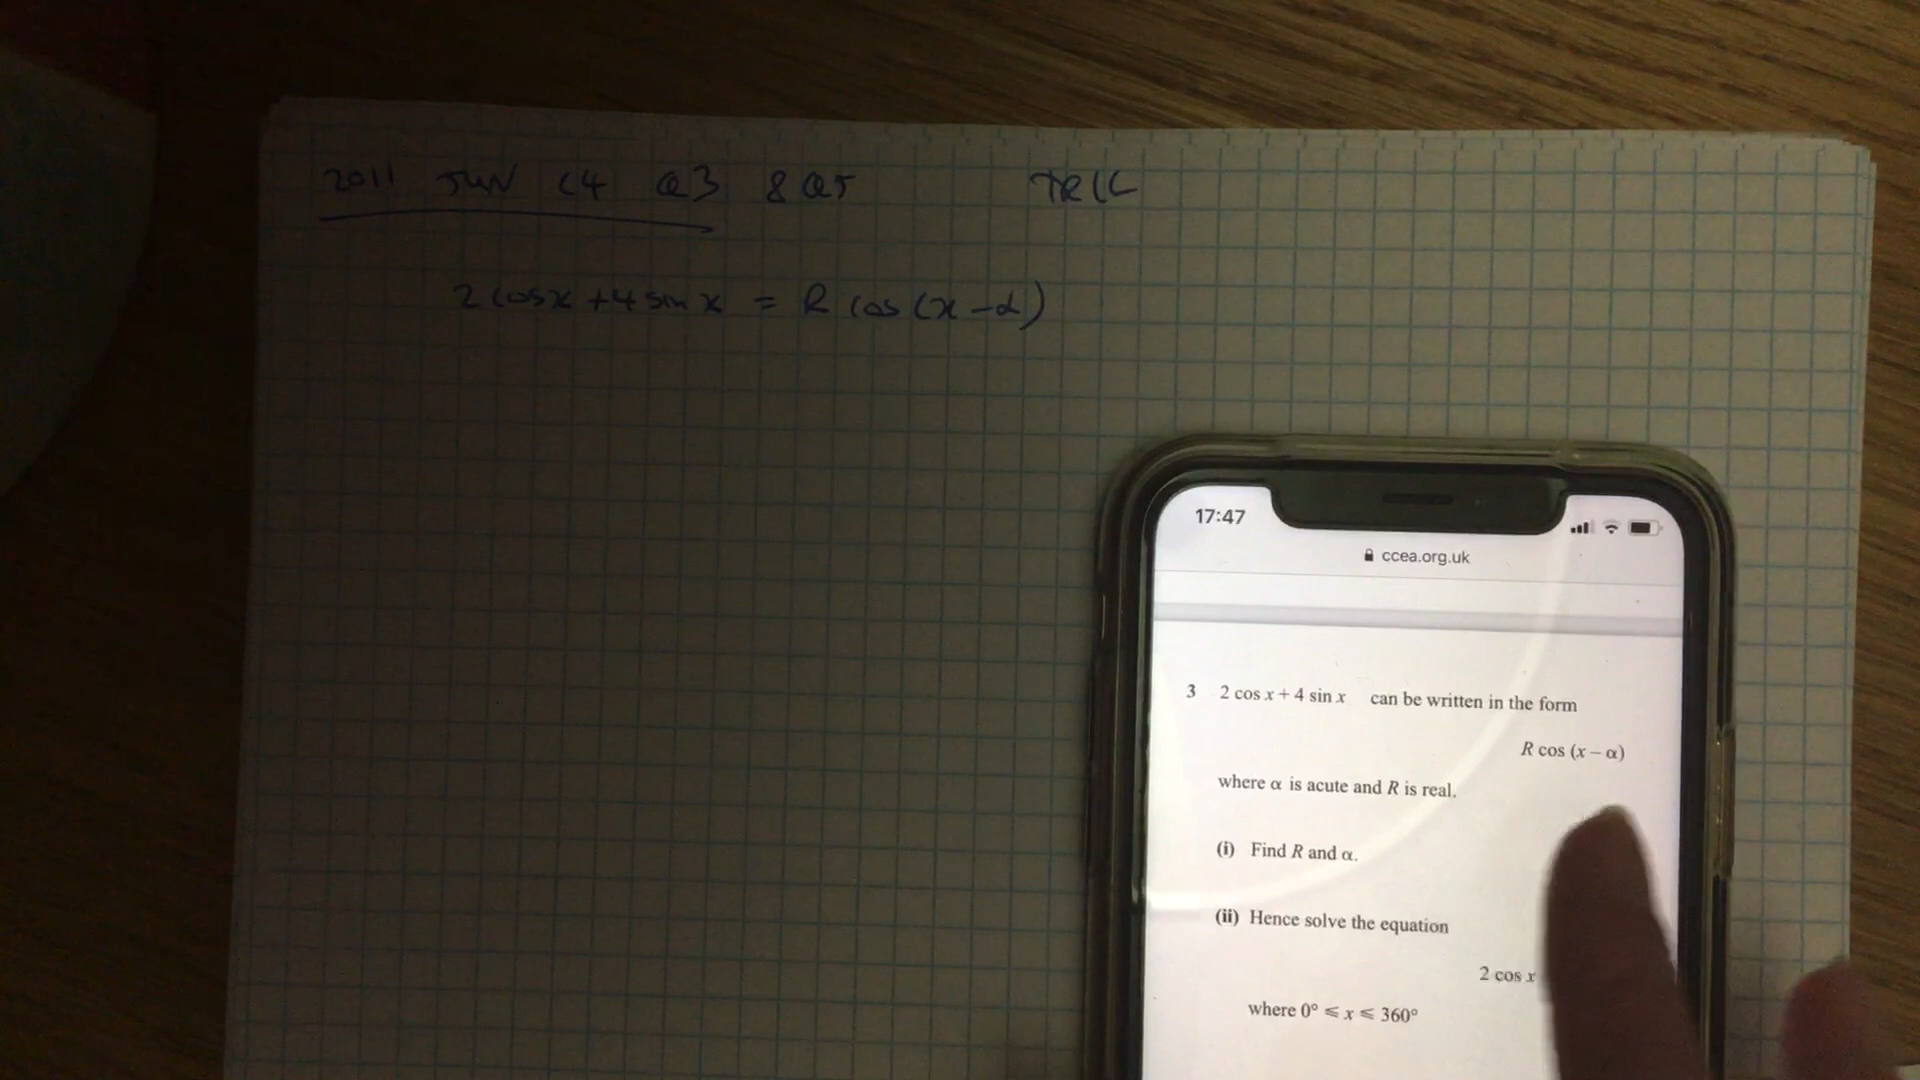 2011 JUN C4 Q3 & Q5 TRIG
2 cos x + 4 sin x = R cos (x - α)
17:47
ccea.org.uk
3 2 cos x + 4 sin x can be written in the form
R cos (x – α)
where α is acute and R is real.
(i) Find R and α.
(ii) Hence solve the equation
2 cos x
where 0° ⩽ x ⩽ 360°